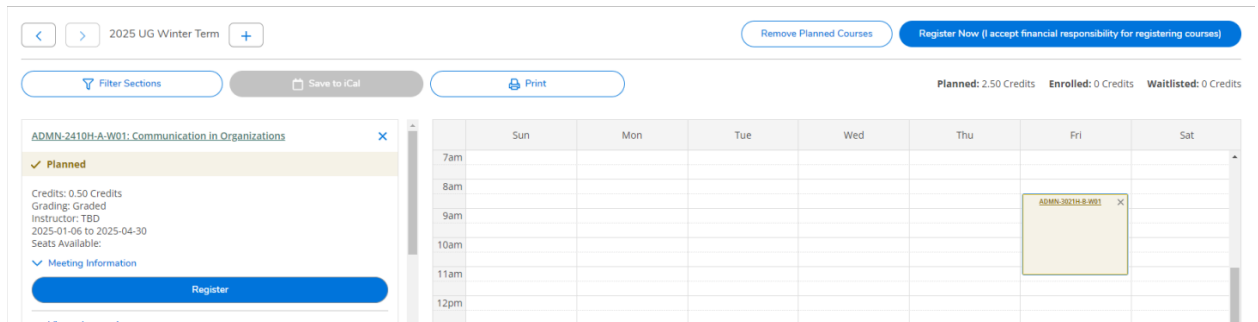 2025 UG Winter Term
Remove Planned Courses
Register Now (I accept financial responsibility for registering courses)
Filter Sections
Save to iCal
Print
Planned: 2.50 Credits Enrolled: 0 Credits Waitlisted: 0 Credits
ADMN-2410H-A-W01: Communication in Organizations
Planned
Credits: 0.50 Credits
Grading: Graded
Instructor: TBD
2025-01-06 to 2025-04-30
Seats Available:
Meeting Information
Register
Sun Mon Tue Wed Thu Fri Sat
7am
8am
ADMN-3021H-B-W01
9am
10am
11am
12pm